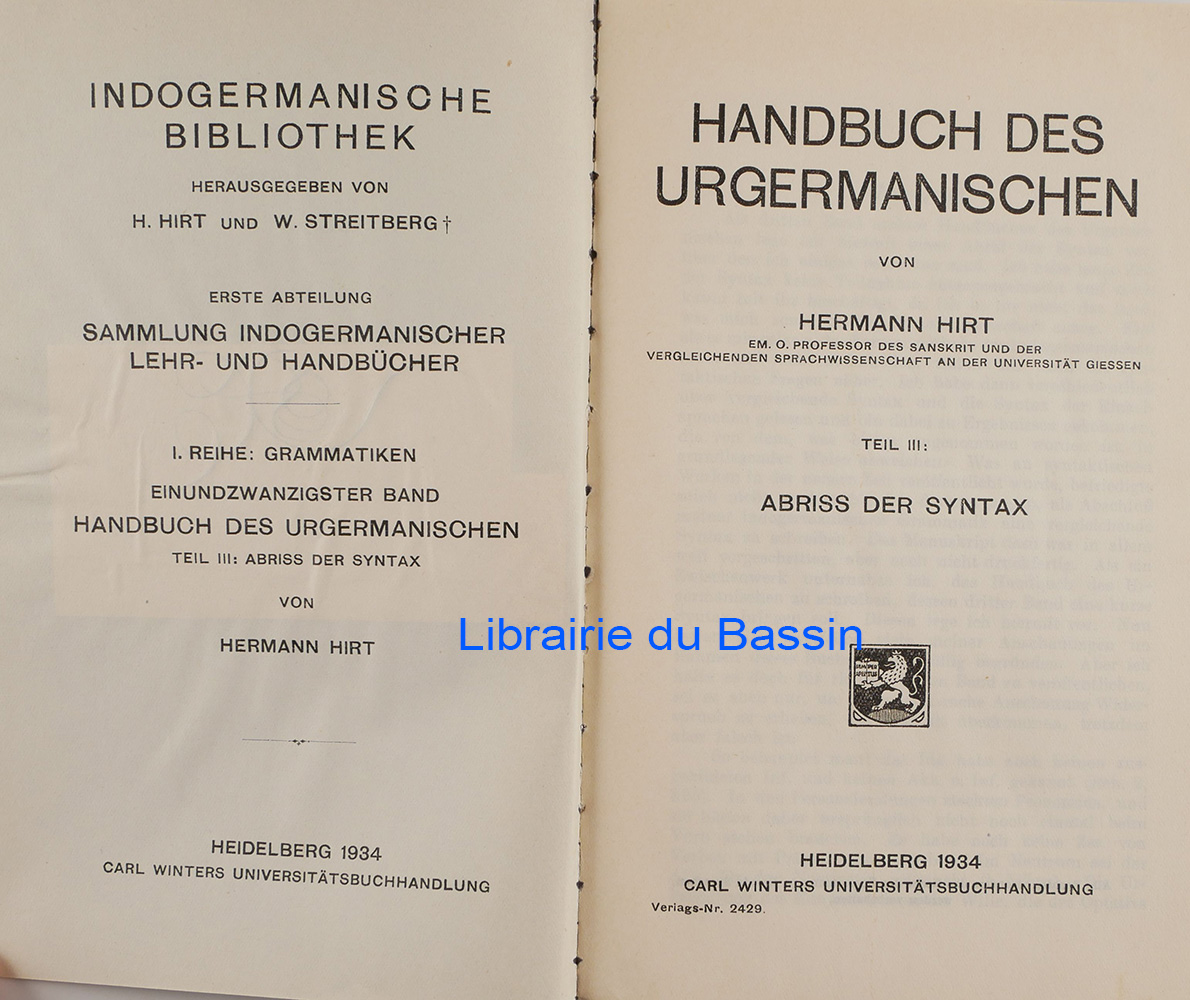 INDOGERMANISCHE
BIBLIOTHEK
HERAUSGEGEBEN VON
H. HIRT UND W. STREITBERG †
ERSTE ABTEILUNG
SAMMLUNG INDOGERMANISCHER
LEHR- UND HANDBÜCHER
I. REIHE: GRAMMATIKEN
EINUNDZWANZIGSTER BAND
HANDBUCH DES URGERMANISCHEN
TEIL III: ABRISS DER SYNTAX
VON
HERMANN HIRT
HEIDELBERG 1934
CARL WINTERS UNIVERSITÄTSBUCHHANDLUNG
HANDBUCH DES
URGERMANISCHEN
VON
HERMANN HIRT
EM. O. PROFESSOR DES SANSKRIT UND DER
VERGLEICHENDEN SPRACHWISSENSCHAFT AN DER UNIVERSITÄT GIESSEN
TEIL III:
ABRISS DER SYNTAX
Librairie du Bassin
SEMPER
APERTUS
HEIDELBERG 1934
CARL WINTERS UNIVERSITÄTSBUCHHANDLUNG
Verlags-Nr. 2429.